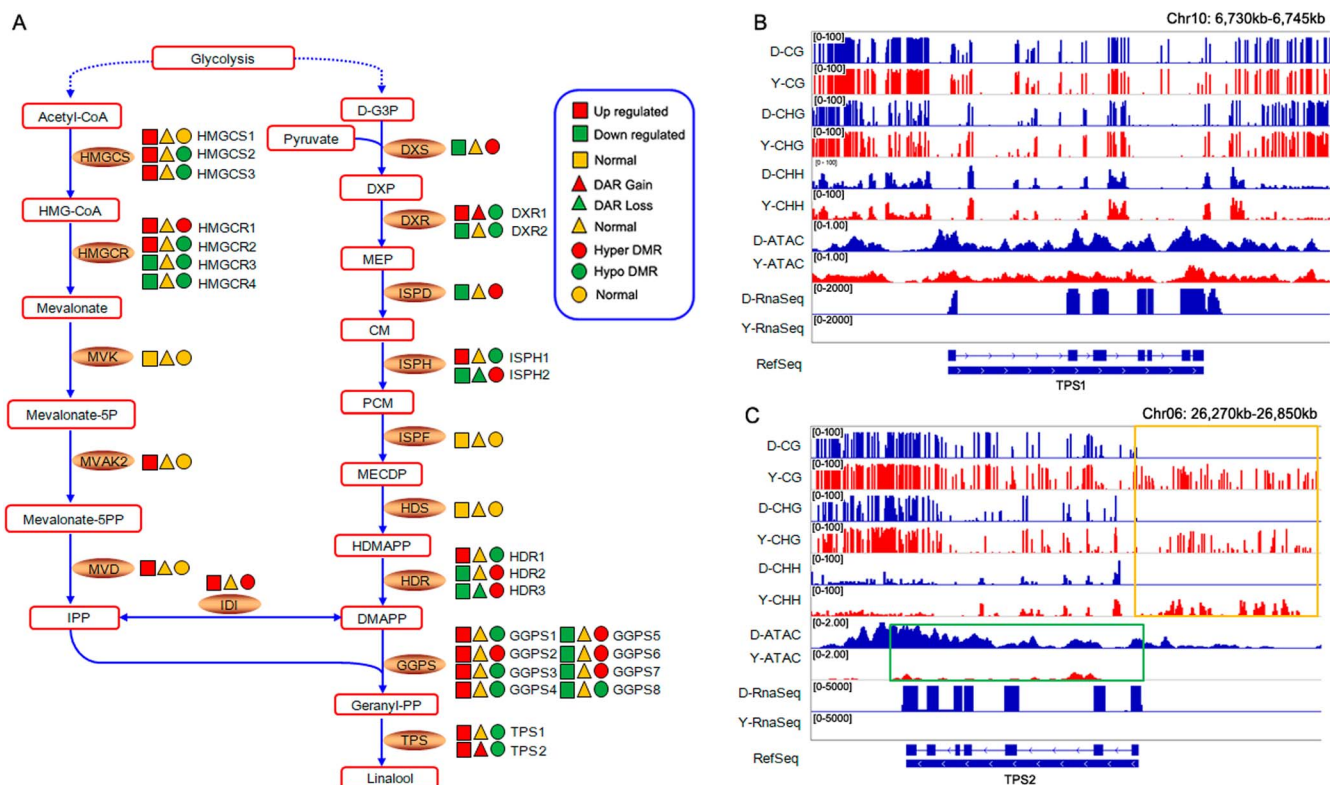 A
Glycolysis
Acetyl-CoA
HMGCS
HMGCS1
HMGCS2
HMGCS3
HMG-CoA
HMGCR
HMGCR1
HMGCR2
HMGCR3
HMGCR4
Mevalonate
MVK
Mevalonate-5P
MVAK2
Mevalonate-5PP
MVD
IPP
IDI
D-G3P
Pyruvate
DXS
DXP
DXR
DXR1
DXR2
MEP
ISPD
CM
ISPH
ISPH1
ISPH2
PCM
ISPF
MECDP
HDS
HDMAPP
HDR
HDR1
HDR2
HDR3
DMAPP
GGPS
GGPS1
GGPS2
GGPS3
GGPS4
GGPS5
GGPS6
GGPS7
GGPS8
Geranyl-PP
TPS
TPS1
TPS2
Linalool
Up regulated
Down regulated
Normal
DAR Gain
DAR Loss
Normal
Hyper DMR
Hypo DMR
Normal
B
Chr10: 6,730kb-6,745kb
D-CG [0-100]
Y-CG [0-100]
D-CHG [0-100]
Y-CHG [0-100]
D-CHH [0 - 100]
Y-CHH [0-100]
D-ATAC [0-1.00]
Y-ATAC [0-1.00]
D-RnaSeq [0-2000]
Y-RnaSeq [0-2000]
RefSeq
TPS1
C
Chr06: 26,270kb-26,850kb
D-CG [0-100]
Y-CG [0-100]
D-CHG [0-100]
Y-CHG [0-100]
D-CHH [0-100]
Y-CHH [0-100]
D-ATAC [0-2.00]
Y-ATAC [0-2.00]
D-RnaSeq [0-5000]
Y-RnaSeq [0-5000]
RefSeq
TPS2